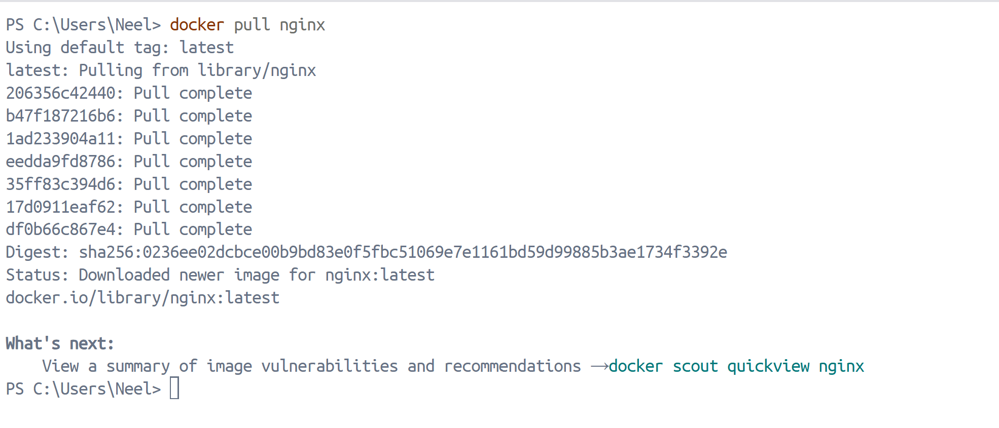 PS C:\Users\Neel> docker pull nginx
Using default tag: latest
latest: Pulling from library/nginx
206356c42440: Pull complete
b47f187216b6: Pull complete
1ad233904a11: Pull complete
eedda9fd8786: Pull complete
35ff83c394d6: Pull complete
17d0911eaf62: Pull complete
df0b66c867e4: Pull complete
Digest: sha256:0236ee02dcbce00b9bd83e0f5fbc51069e7e1161bd59d99885b3ae1734f3392e
Status: Downloaded newer image for nginx:latest
docker.io/library/nginx:latest
What's next:
View a summary of image vulnerabilities and recommendations →docker scout quickview nginx
PS C:\Users\Neel>